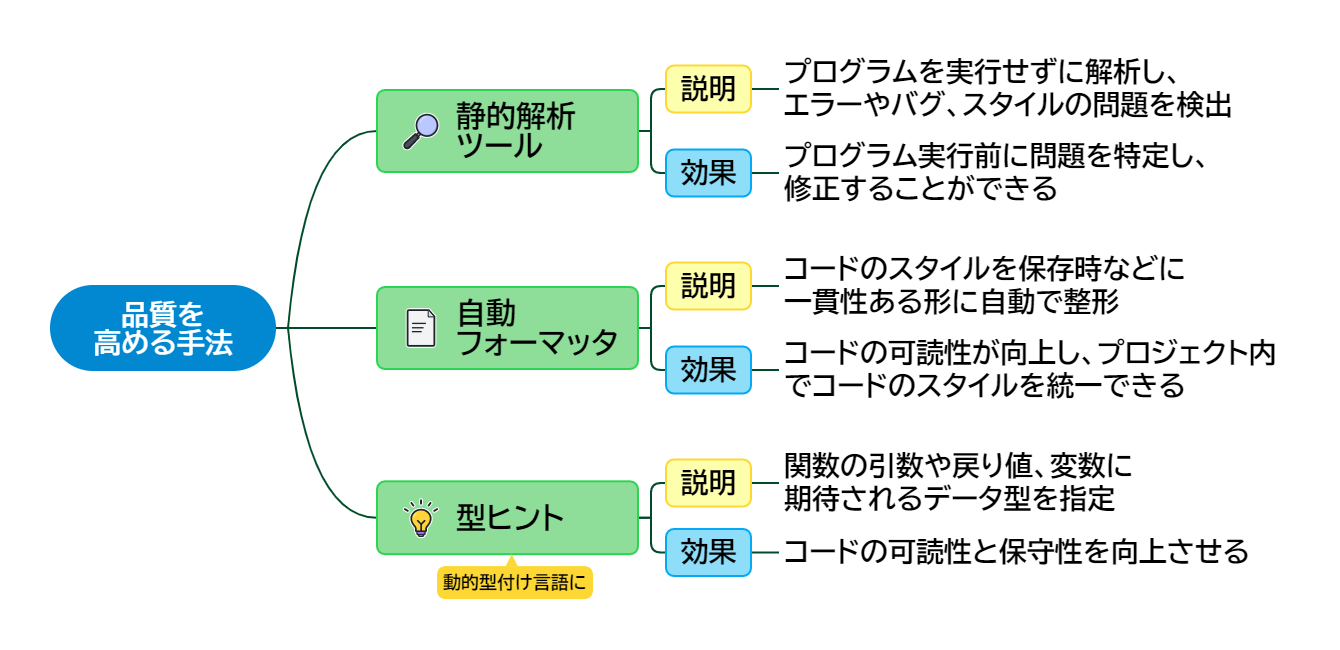 品質を
高める手法
静的解析
ツール
説明
プログラムを実行せずに解析し、
エラーやバグ、スタイルの問題を検出
効果
プログラム実行前に問題を特定し、
修正することができる
自動
フォーマッタ
説明
コードのスタイルを保存時などに
一貫性ある形に自動で整形
効果
コードの可読性が向上し、プロジェクト内
でコードのスタイルを統一できる
型ヒント
動的型付け言語に
説明
関数の引数や戻り値、変数に
期待されるデータ型を指定
効果
コードの可読性と保守性を向上させる